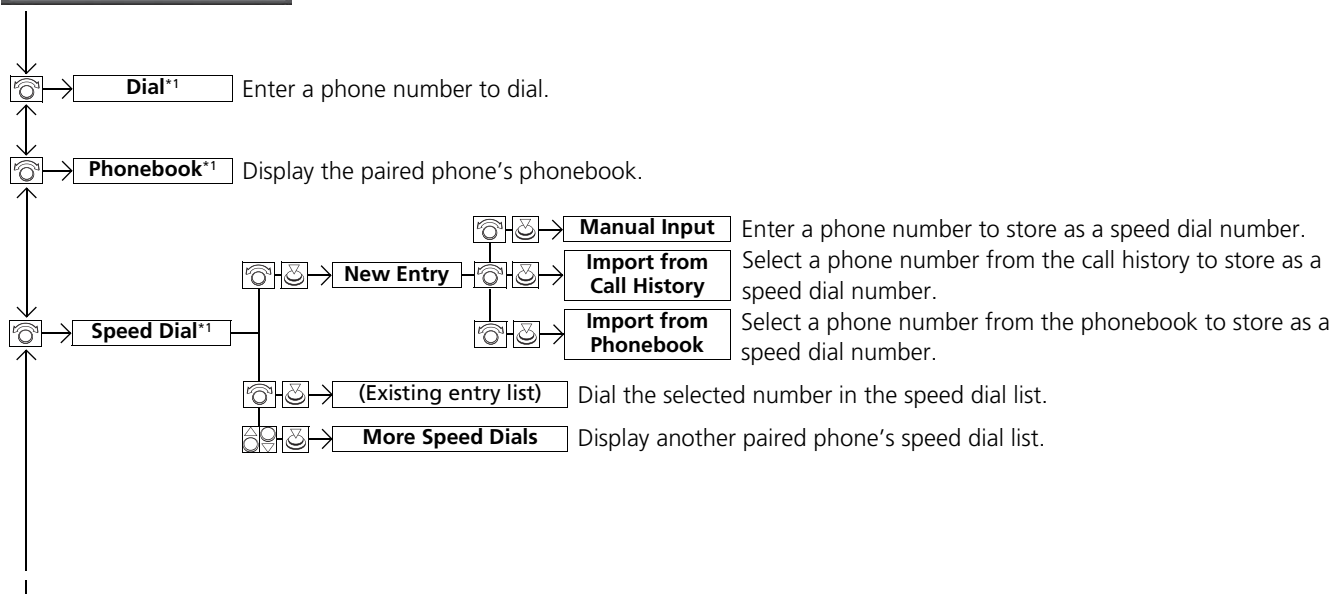 Dial*1 Enter a phone number to dial.
Phonebook*1 Display the paired phone's phonebook.
Manual Input Enter a phone number to store as a speed dial number.
New Entry
Import from
Call History
Select a phone number from the call history to store as a
speed dial number.
Speed Dial*1
Import from
Phonebook
Select a phone number from the phonebook to store as a
speed dial number.
(Existing entry list) Dial the selected number in the speed dial list.
More Speed Dials Display another paired phone's speed dial list.